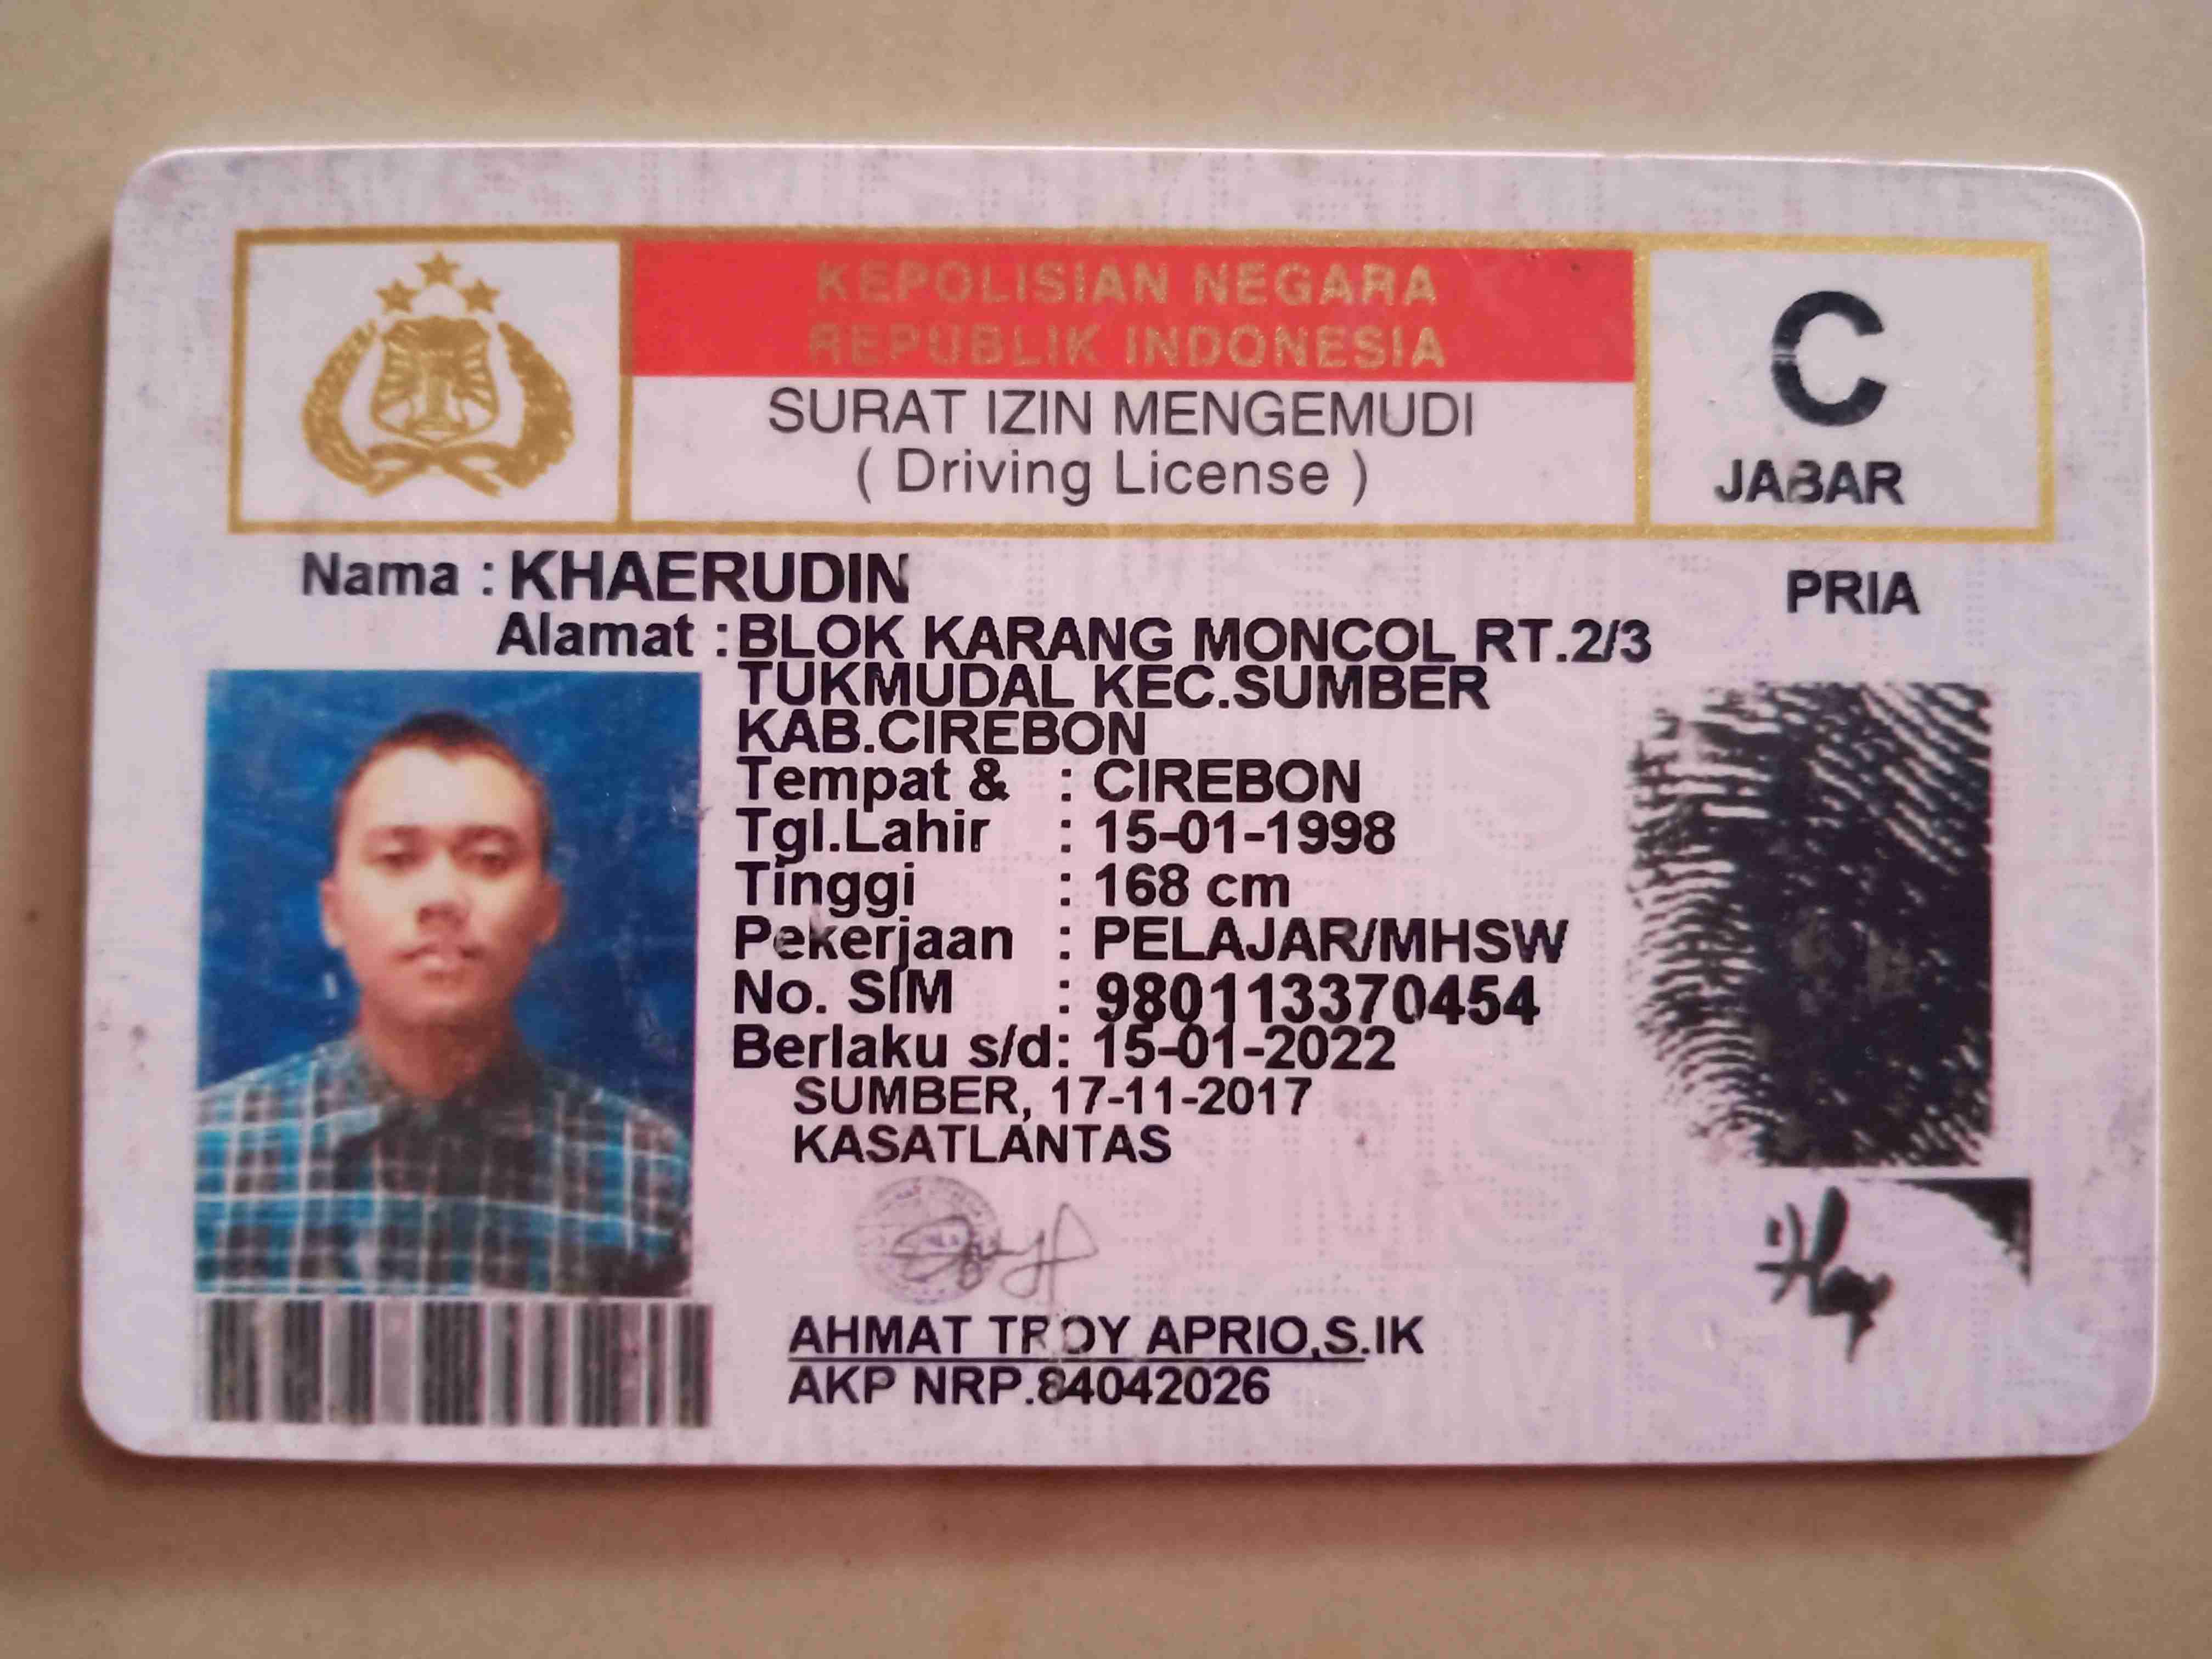 KEPOLISIAN NEGARA
REPUBLIK INDONESIA
SURAT IZIN MENGEMUDI
( Driving License )
C
JABAR
Nama : KHAERUDIN
PRIA
Alamat : BLOK KARANG MONCOL RT.2/3
TUKMUDAL KEC.SUMBER
KAB.CIREBON
Tempat & : CIREBON
Tgl.Lahir : 15-01-1998
Tinggi : 168 cm
Pekerjaan : PELAJAR/MHSW
No. SIM : 980113370454
Berlaku s/d: 15-01-2022
SUMBER, 17-11-2017
KASATLANTAS
AHMAT TROY APRIO,S.IK
AKP NRP.84042026